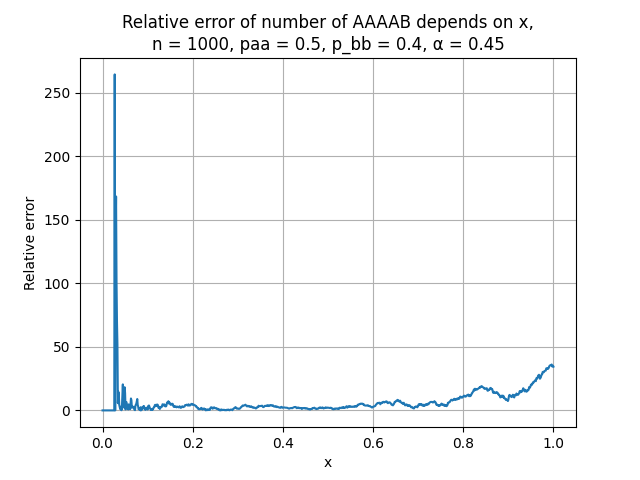 Relative error of number of AAAAB depends on x,
n = 1000, paa = 0.5, p_bb = 0.4, α = 0.45
Relative error
250
200
150
100
50
0
0.0 0.2 0.4 0.6 0.8 1.0
x